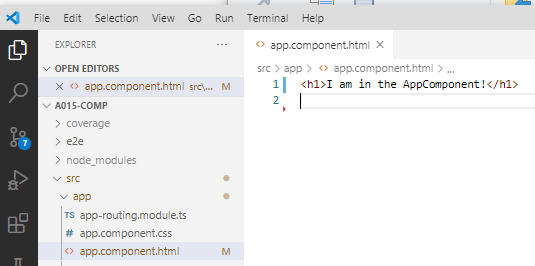 File Edit Selection View Go Run Terminal Help
EXPLORER
OPEN EDITORS
app.component.html src\... M
A015-COMP
coverage
e2e
node_modules
src
app
TS app-routing.module.ts
# app.component.css
<> app.component.html M
7
<> app.component.html
src > app > <> app.component.html > ...
1 <h1>I am in the AppComponent!</h1>
2